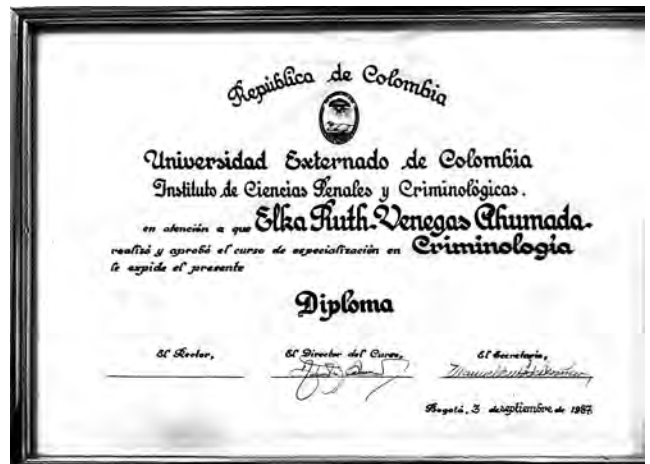 República de Colombia
Universidad Externado de Colombia
Instituto de Ciencias Penales y Criminológicas.
en atención a que Elka Ruth Venegas Ahumada.
realizó y aprobó el curso de especialización en Criminología
le expide el presente
Diploma
El Rector,
El Director del Curso,
El Secretario,
Bogotá, 3 de septiembre de 1987